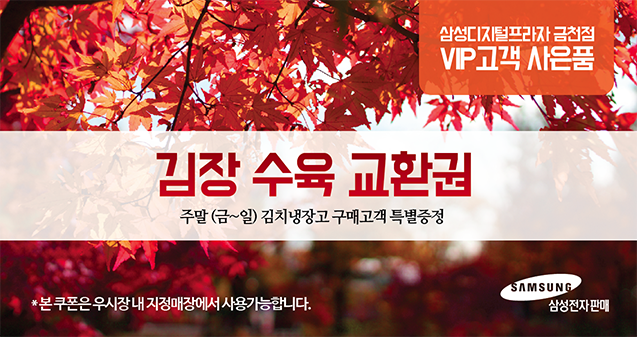 삼성디지털프라자 금천점
VIP고객 사은품
김장 수육 교환권
주말 (금~일) 김치냉장고 구매고객 특별증정
* 본 쿠폰은 우시장 내 지정매장에서 사용가능합니다.
SAMSUNG
삼성전자판매